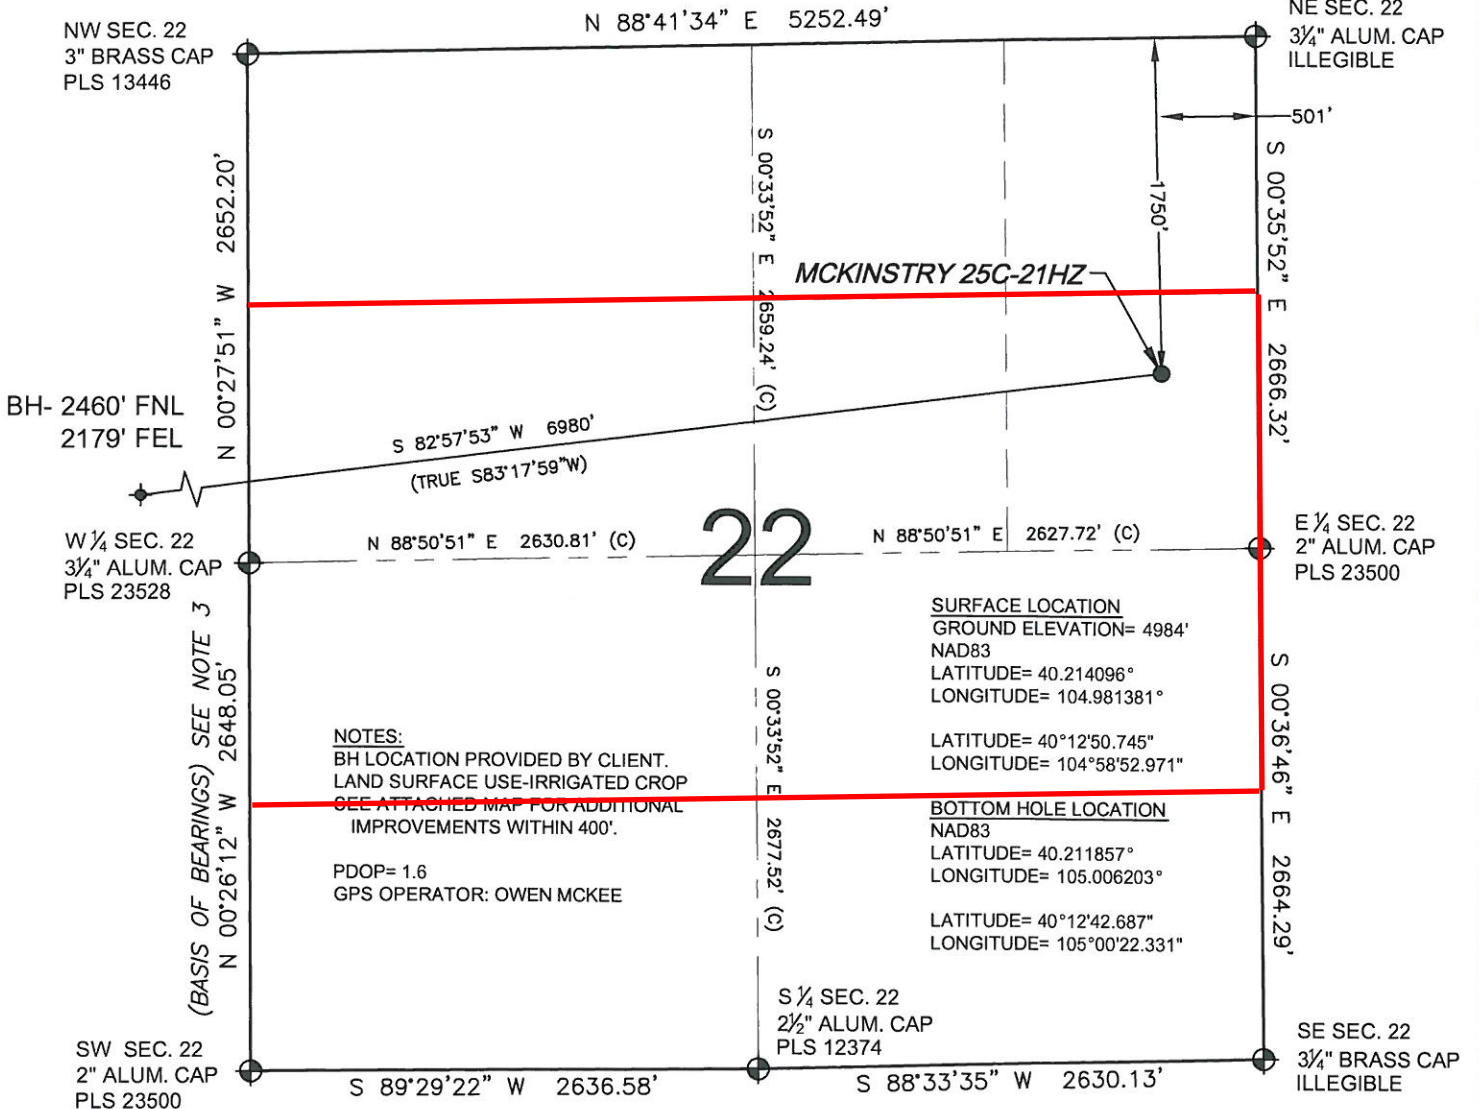 N 88°41'34" E 5252.49'
NW SEC. 22
3" BRASS CAP
PLS 13446
NE SEC. 22
3¼" ALUM. CAP
ILLEGIBLE
501'
1750'
N 00°27'51" W 2652.20'
S 00°33'52" E 2659.24' (C)
S 00°35'52" E 2666.32'
MCKINSTRY 25C-21HZ
BH- 2460' FNL
2179' FEL
S 82°57'53" W 6980'
(TRUE S83°17'59"W)
W ¼ SEC. 22
3¼" ALUM. CAP
PLS 23528
N 88°50'51" E 2630.81' (C)
22
N 88°50'51" E 2627.72' (C)
E ¼ SEC. 22
2" ALUM. CAP
PLS 23500
(BASIS OF BEARINGS) SEE NOTE 3
N 00°26'12" W 2648.05'
NOTES:
BH LOCATION PROVIDED BY CLIENT.
LAND SURFACE USE-IRRIGATED CROP
SEE ATTACHED MAP FOR ADDITIONAL
IMPROVEMENTS WITHIN 400'.
PDOP= 1.6
GPS OPERATOR: OWEN MCKEE
S 00°33'52" E 2677.52' (C)
SURFACE LOCATION
GROUND ELEVATION= 4984'
NAD83
LATITUDE= 40.214096°
LONGITUDE= 104.981381°
LATITUDE= 40°12'50.745"
LONGITUDE= 104°58'52.971"
BOTTOM HOLE LOCATION
NAD83
LATITUDE= 40.211857°
LONGITUDE= 105.006203°
LATITUDE= 40°12'42.687"
LONGITUDE= 105°00'22.331"
S 00°36'46" E 2664.29'
SW SEC. 22
2" ALUM. CAP
PLS 23500
S 89°29'22" W 2636.58'
S ¼ SEC. 22
2½" ALUM. CAP
PLS 12374
S 88°33'35" W 2630.13'
SE SEC. 22
3¼" BRASS CAP
ILLEGIBLE